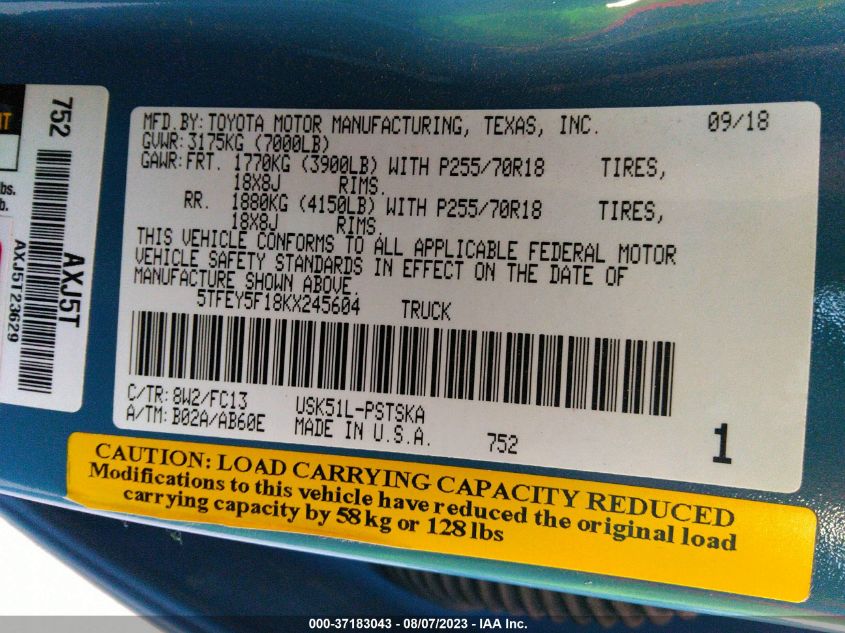 MFD.BY: TOYOTA MOTOR MANUFACTURING, TEXAS, INC. 09/18
GVWR: 3175KG (7000LB)
GAWR: FRT. 1770KG (3900LB) WITH P255/70R18 TIRES,
18X8J RIMS.
RR. 1880KG (4150LB) WITH P255/70R18 TIRES,
18X8J RIMS.
THIS VEHICLE CONFORMS TO ALL APPLICABLE FEDERAL MOTOR
VEHICLE SAFETY STANDARDS IN EFFECT ON THE DATE OF
MANUFACTURE SHOWN ABOVE.
5TFEY5F18KX245604 TRUCK
C/TR: 8W2/FC13 USK51L-PSTSKA
A/TM: B02A/AB60E MADE IN U.S.A. 752 1
752
AXJ5T
AXJ5T23629
lbs.
CAUTION: LOAD CARRYING CAPACITY REDUCED
Modifications to this vehicle have reduced the original load
carrying capacity by 58 kg or 128 lbs
000-37183043 - 08/07/2023 - IAA Inc.